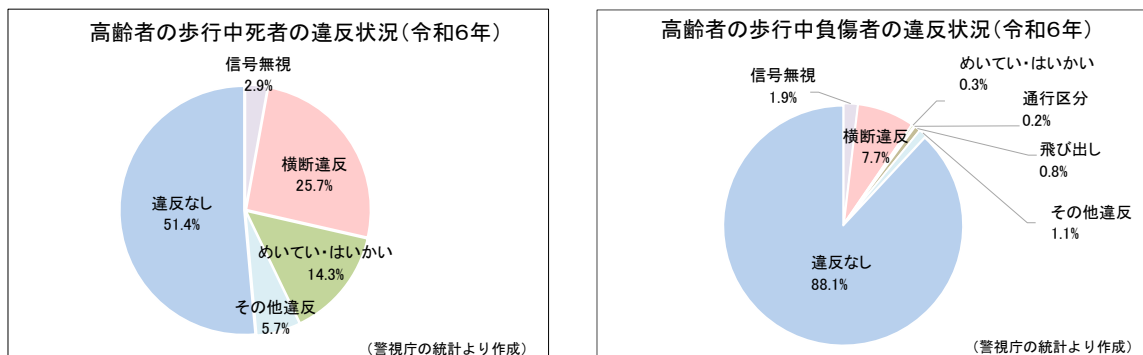 高齢者の歩行中死者の違反状況(令和6年)
信号無視
2.9%
横断違反
25.7%
めいてい・はいかい
14.3%
その他違反
5.7%
違反なし
51.4%
(警視庁の統計より作成)
高齢者の歩行中負傷者の違反状況(令和6年)
信号無視
1.9%
横断違反
7.7%
めいてい・はいかい
0.3%
通行区分
0.2%
飛び出し
0.8%
その他違反
1.1%
違反なし
88.1%
(警視庁の統計より作成)